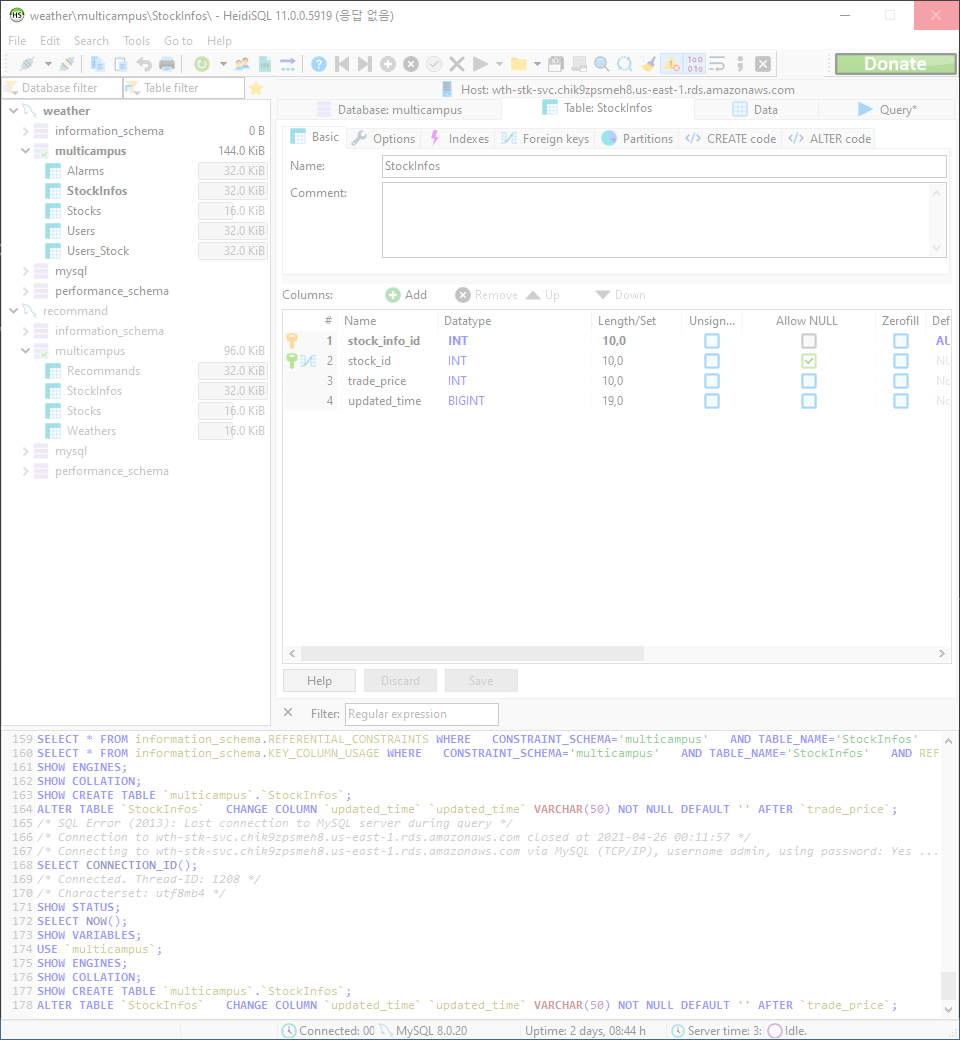 weather\multicampus\StockInfos\ - HeidiSQL 11.0.0.5919 (응답 없음)
File Edit Search Tools Go to Help
Donate
Database filter Table filter
Host: wth-stk-svc.chik9zpsmeh8.us-east-1.rds.amazonaws.com
Database: multicampus Table: StockInfos Data Query*
weather
information_schema 0 B
multicampus 144.0 KiB
Alarms 32.0 KiB
StockInfos 32.0 KiB
Stocks 16.0 KiB
Users 32.0 KiB
Users_Stock 32.0 KiB
mysql
performance_schema
recommand
information_schema
multicampus 96.0 KiB
Recommands 32.0 KiB
StockInfos 32.0 KiB
Stocks 16.0 KiB
Weathers 16.0 KiB
mysql
performance_schema
Basic Options Indexes Foreign keys Partitions CREATE code ALTER code
Name: StockInfos
Comment:
Columns: Add Remove Up Down
# Name Datatype Length/Set Unsign... Allow NULL Zerofill Def
1 stock_info_id INT 10,0 AU
2 stock_id INT 10,0 NU
3 trade_price INT 10,0 No
4 updated_time BIGINT 19,0 No
Help Discard Save
Filter: Regular expression
159 SELECT * FROM information_schema.REFERENTIAL_CONSTRAINTS WHERE CONSTRAINT_SCHEMA='multicampus' AND TABLE_NAME='StockInfos'
160 SELECT * FROM information_schema.KEY_COLUMN_USAGE WHERE CONSTRAINT_SCHEMA='multicampus' AND TABLE_NAME='StockInfos' AND REF
161 SHOW ENGINES;
162 SHOW COLLATION;
163 SHOW CREATE TABLE `multicampus`.`StockInfos`;
164 ALTER TABLE `StockInfos` CHANGE COLUMN `updated_time` `updated_time` VARCHAR(50) NOT NULL DEFAULT '' AFTER `trade_price`;
165 /* SQL Error (2013): Lost connection to MySQL server during query */
166 /* Connection to wth-stk-svc.chik9zpsmeh8.us-east-1.rds.amazonaws.com closed at 2021-04-26 00:11:57 */
167 /* Connecting to wth-stk-svc.chik9zpsmeh8.us-east-1.rds.amazonaws.com via MySQL (TCP/IP), username admin, using password: Yes ...
168 SELECT CONNECTION_ID();
169 /* Connected. Thread-ID: 1208 */
170 /* Characterset: utf8mb4 */
171 SHOW STATUS;
172 SELECT NOW();
173 SHOW VARIABLES;
174 USE `multicampus`;
175 SHOW ENGINES;
176 SHOW COLLATION;
177 SHOW CREATE TABLE `multicampus`.`StockInfos`;
178 ALTER TABLE `StockInfos` CHANGE COLUMN `updated_time` `updated_time` VARCHAR(50) NOT NULL DEFAULT '' AFTER `trade_price`;
Connected: 00 MySQL 8.0.20 Uptime: 2 days, 08:44 h Server time: 3: Idle.